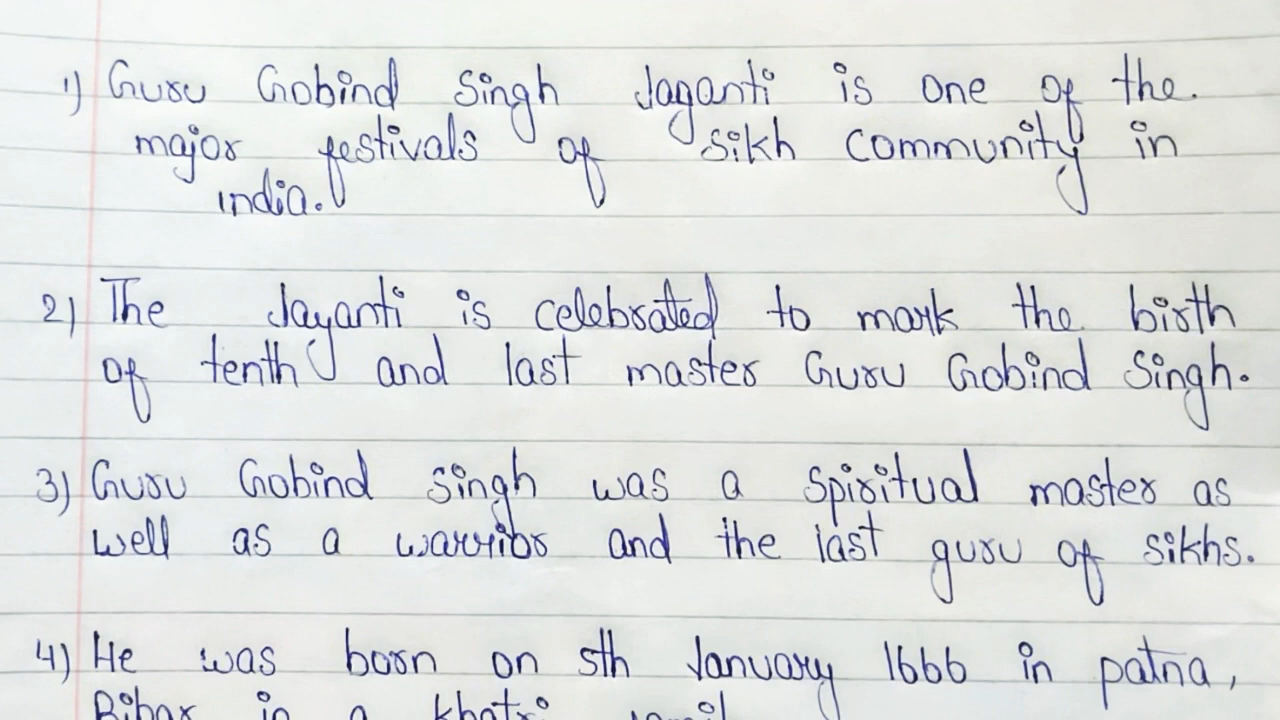 1) Guru Gobind Singh Jayanti is one of the.
major festivals of sikh community in
india.
2) The Jayanti is celebrated to mark the birth
of tenth and last master Guru Gobind Singh.
3) Guru Gobind singh was a spiritual master as
well as a warrior and the last guru of sikhs.
4) He was born on 5th January 1666 in patna,
Bihar in a khatri